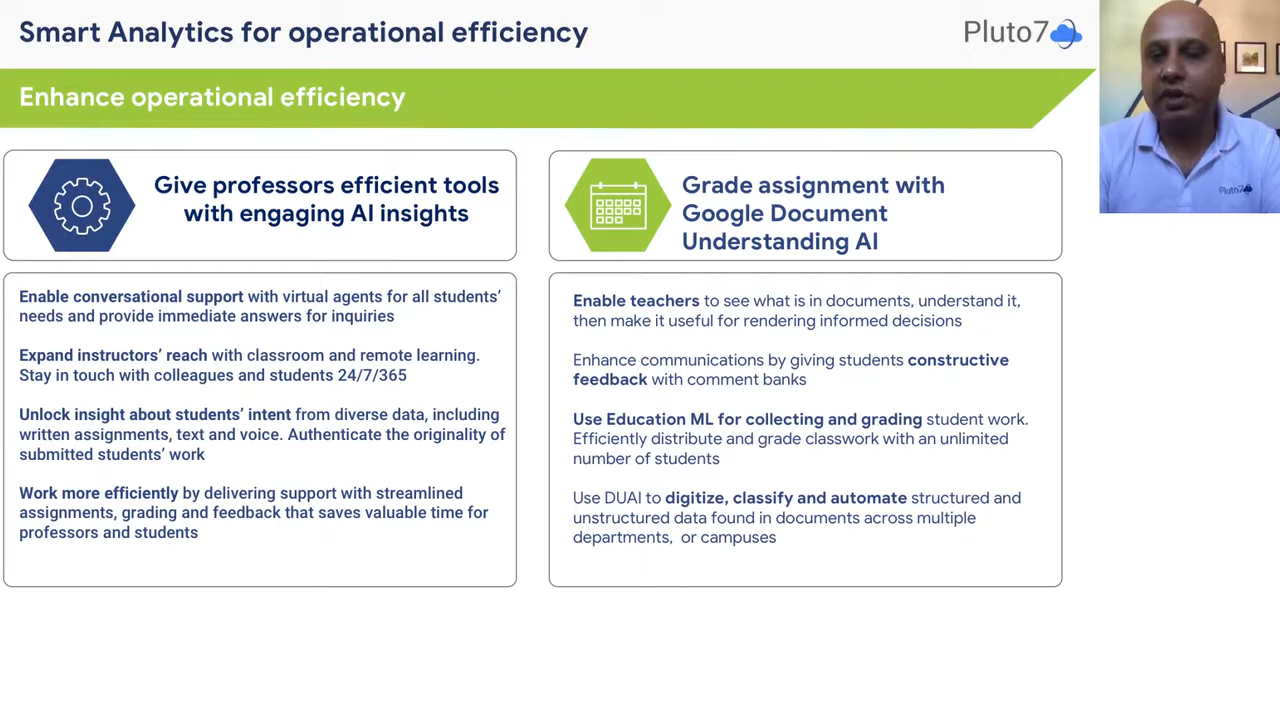 Smart Analytics for operational efficiency
Pluto7
Enhance operational efficiency
Give professors efficient tools
with engaging AI insights
Grade assignment with
Google Document
Understanding AI
Enable conversational support with virtual agents for all students’
needs and provide immediate answers for inquiries
Expand instructors’ reach with classroom and remote learning.
Stay in touch with colleagues and students 24/7/365
Unlock insight about students’ intent from diverse data, including
written assignments, text and voice. Authenticate the originality of
submitted students’ work
Work more efficiently by delivering support with streamlined
assignments, grading and feedback that saves valuable time for
professors and students
Enable teachers to see what is in documents, understand it,
then make it useful for rendering informed decisions
Enhance communications by giving students constructive
feedback with comment banks
Use Education ML for collecting and grading student work.
Efficiently distribute and grade classwork with an unlimited
number of students
Use DUAI to digitize, classify and automate structured and
unstructured data found in documents across multiple
departments, or campuses
Pluto7